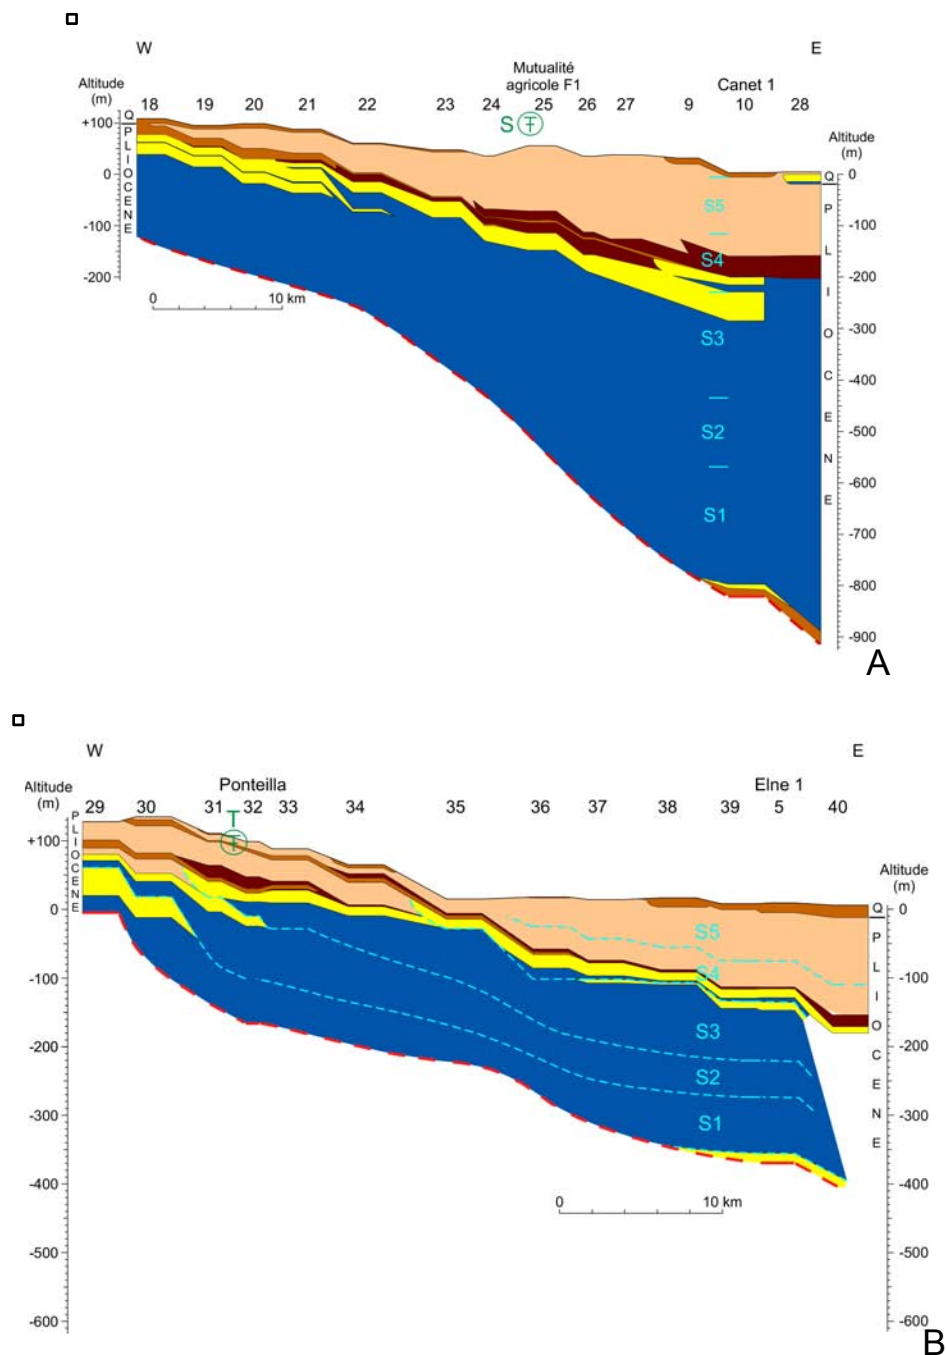 W E
Mutualité
agricole F1 Canet 1
Altitude
(m)
18 19 20 21 22 23 24 25 26 27 9 10 28
S T
Altitude
(m)
+100
0
-100
-200
Q
P
L
I
O
C
E
N
E
0 10 km
S5
S4
S3
S2
S1
Q
P
L
I
O
C
E
N
E
0
-100
-200
-300
-400
-500
-600
-700
-800
-900
A
W E
Ponteilla Elne 1
Altitude
(m)
29 30 31 32 33 34 35 36 37 38 39 5 40
T
T
P
L
I
O
C
E
N
E
+100
0
-100
-200
-300
-400
-500
-600
Altitude
(m)
S5
S4
S3
S2
S1
0 10 km
Q
P
L
I
O
C
E
N
E
0
-100
-200
-300
-400
-500
-600
B